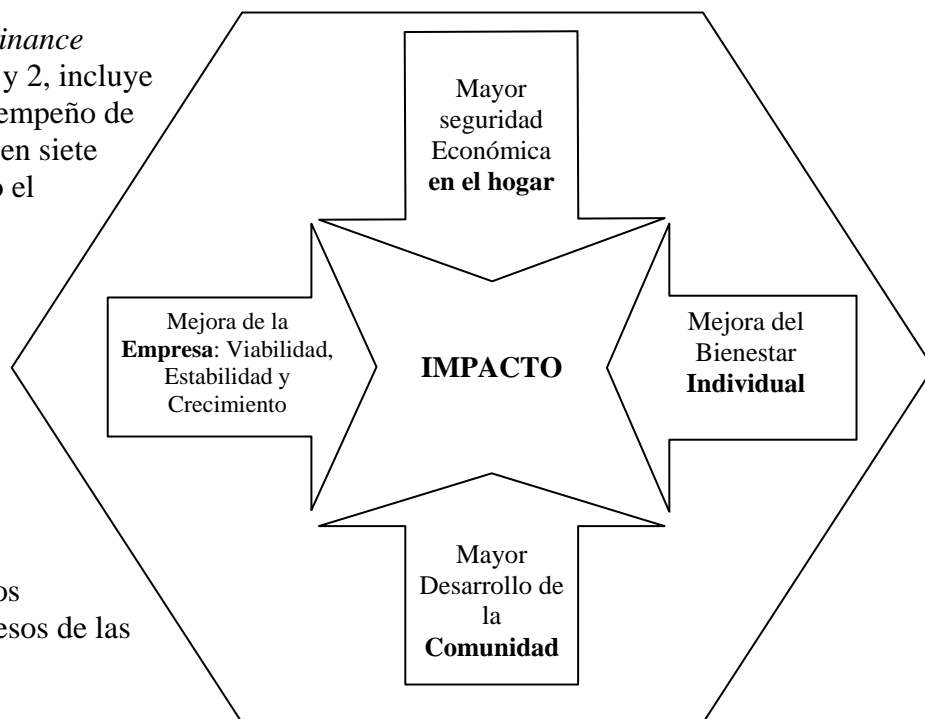 inance
y 2, incluye
empeño de
en siete
o el
os
esos de las
Mayor
seguridad
Económica
en el hogar
Mejora de la
Empresa: Viabilidad,
Estabilidad y
Crecimiento
IMPACTO
Mejora del
Bienestar
Individual
Mayor
Desarrollo de
la
Comunidad